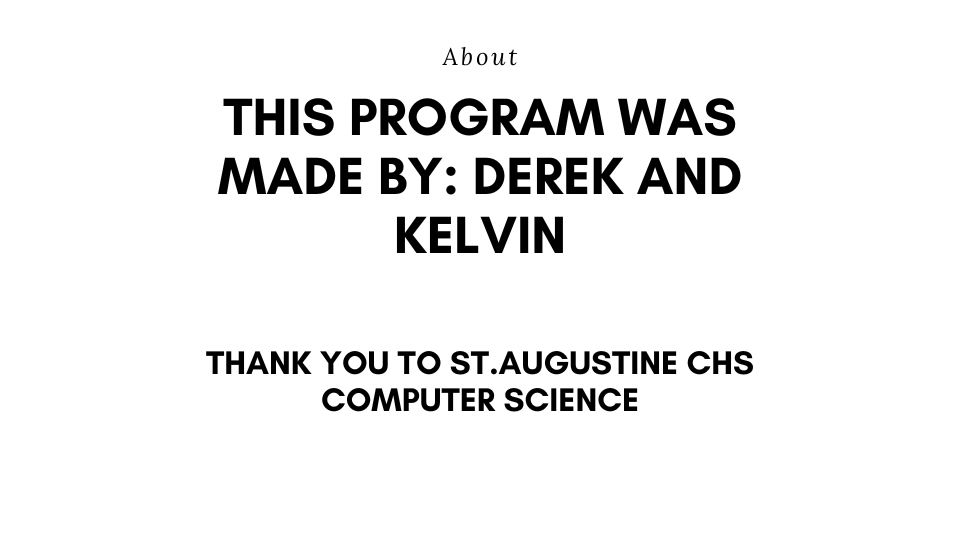 About
THIS PROGRAM WAS
MADE BY: DEREK AND
KELVIN
THANK YOU TO ST.AUGUSTINE CHS
COMPUTER SCIENCE